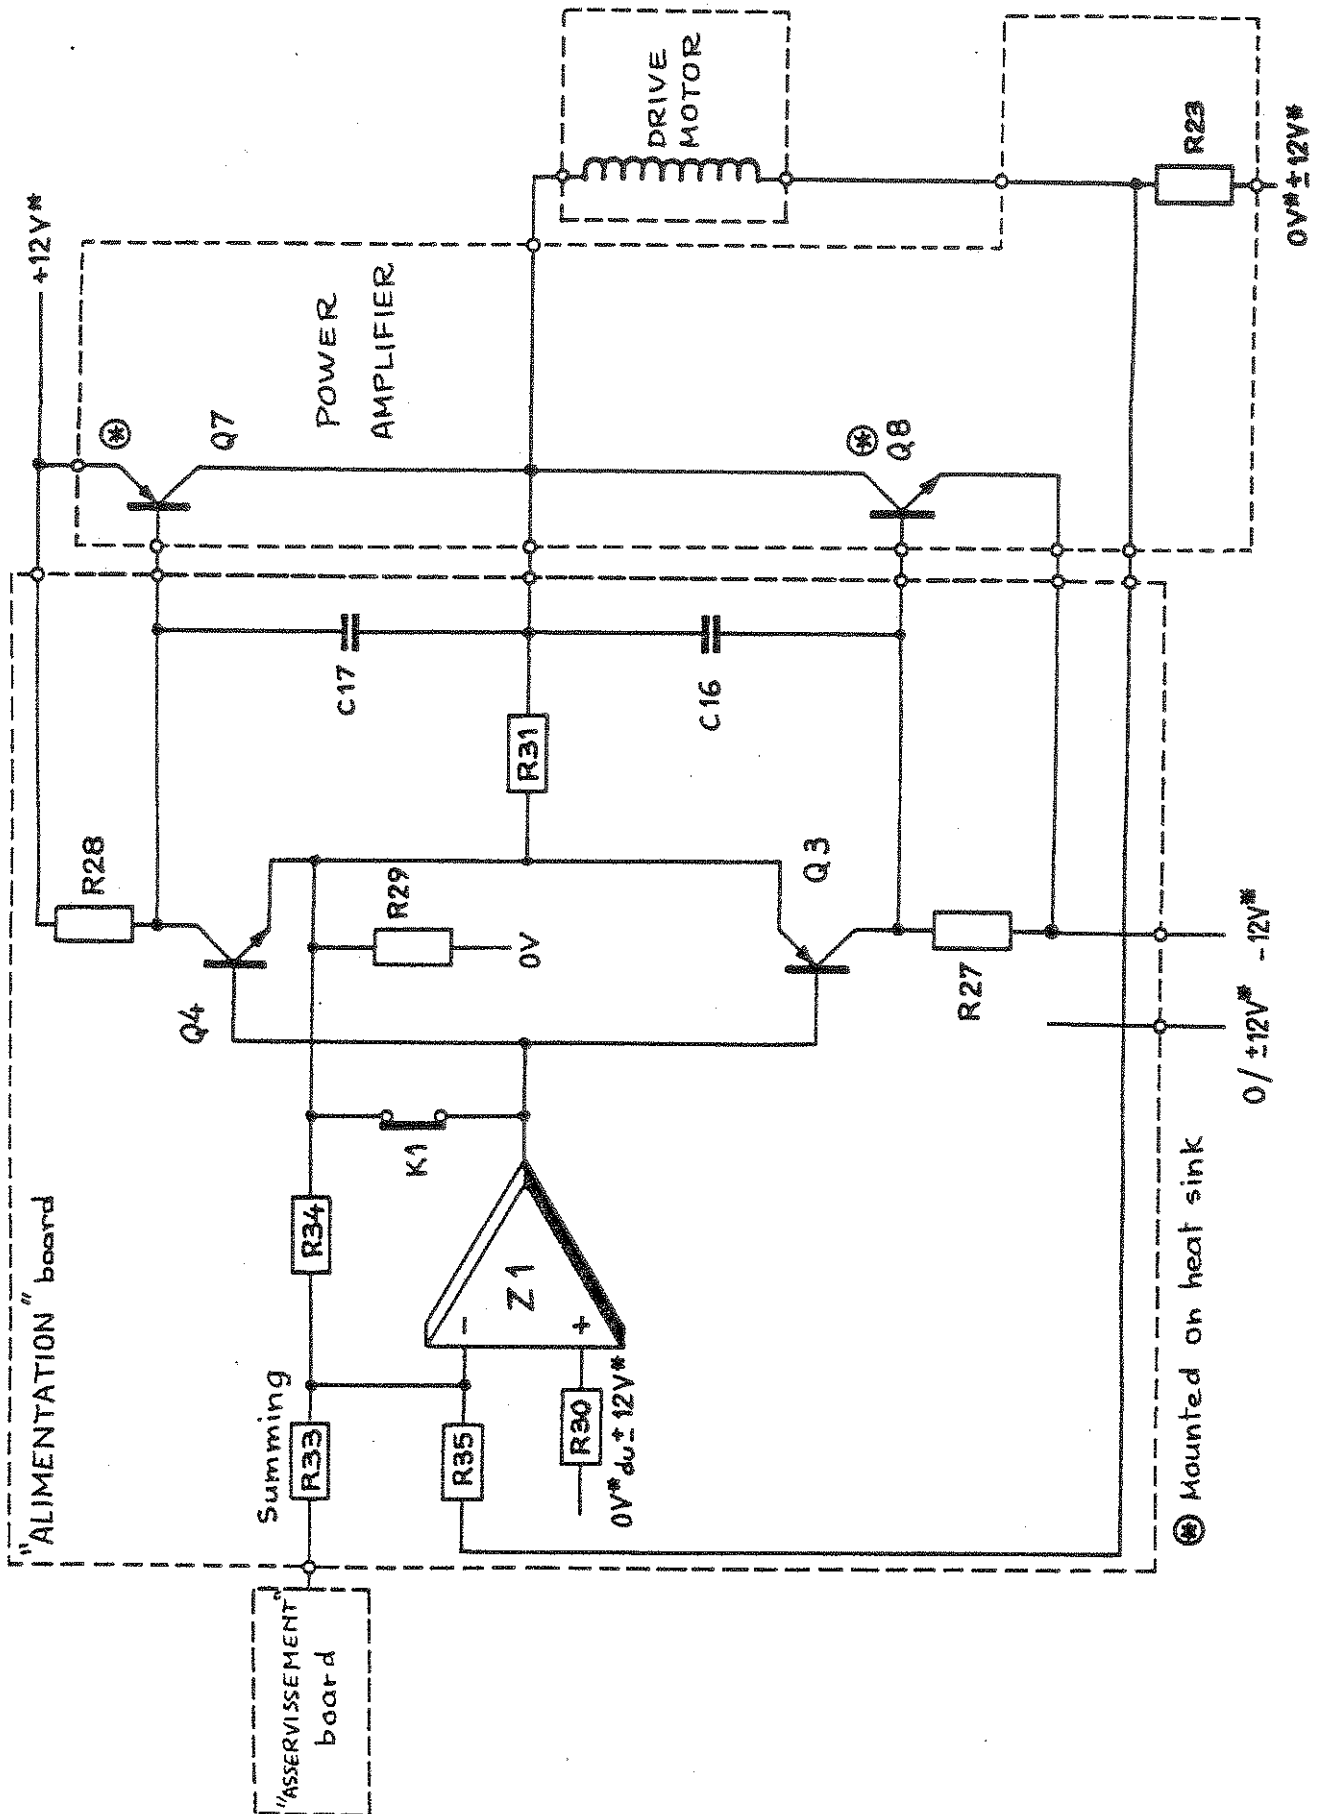 "ALIMENTATION" board
+12V*
R28
Q4
Q7
POWER
AMPLIFIER
DRIVE
MOTOR
C17
R29
0V
K1
R34
Summing
R33
"ASSERVISSEMENT"
board
Z1
-
+
R35
R30
0V* du ± 12V*
R31
C16
Q3
Q8
R27
R23
0V* ± 12V*
0/ ±12V*
-12V*
* Mounted on heat sink